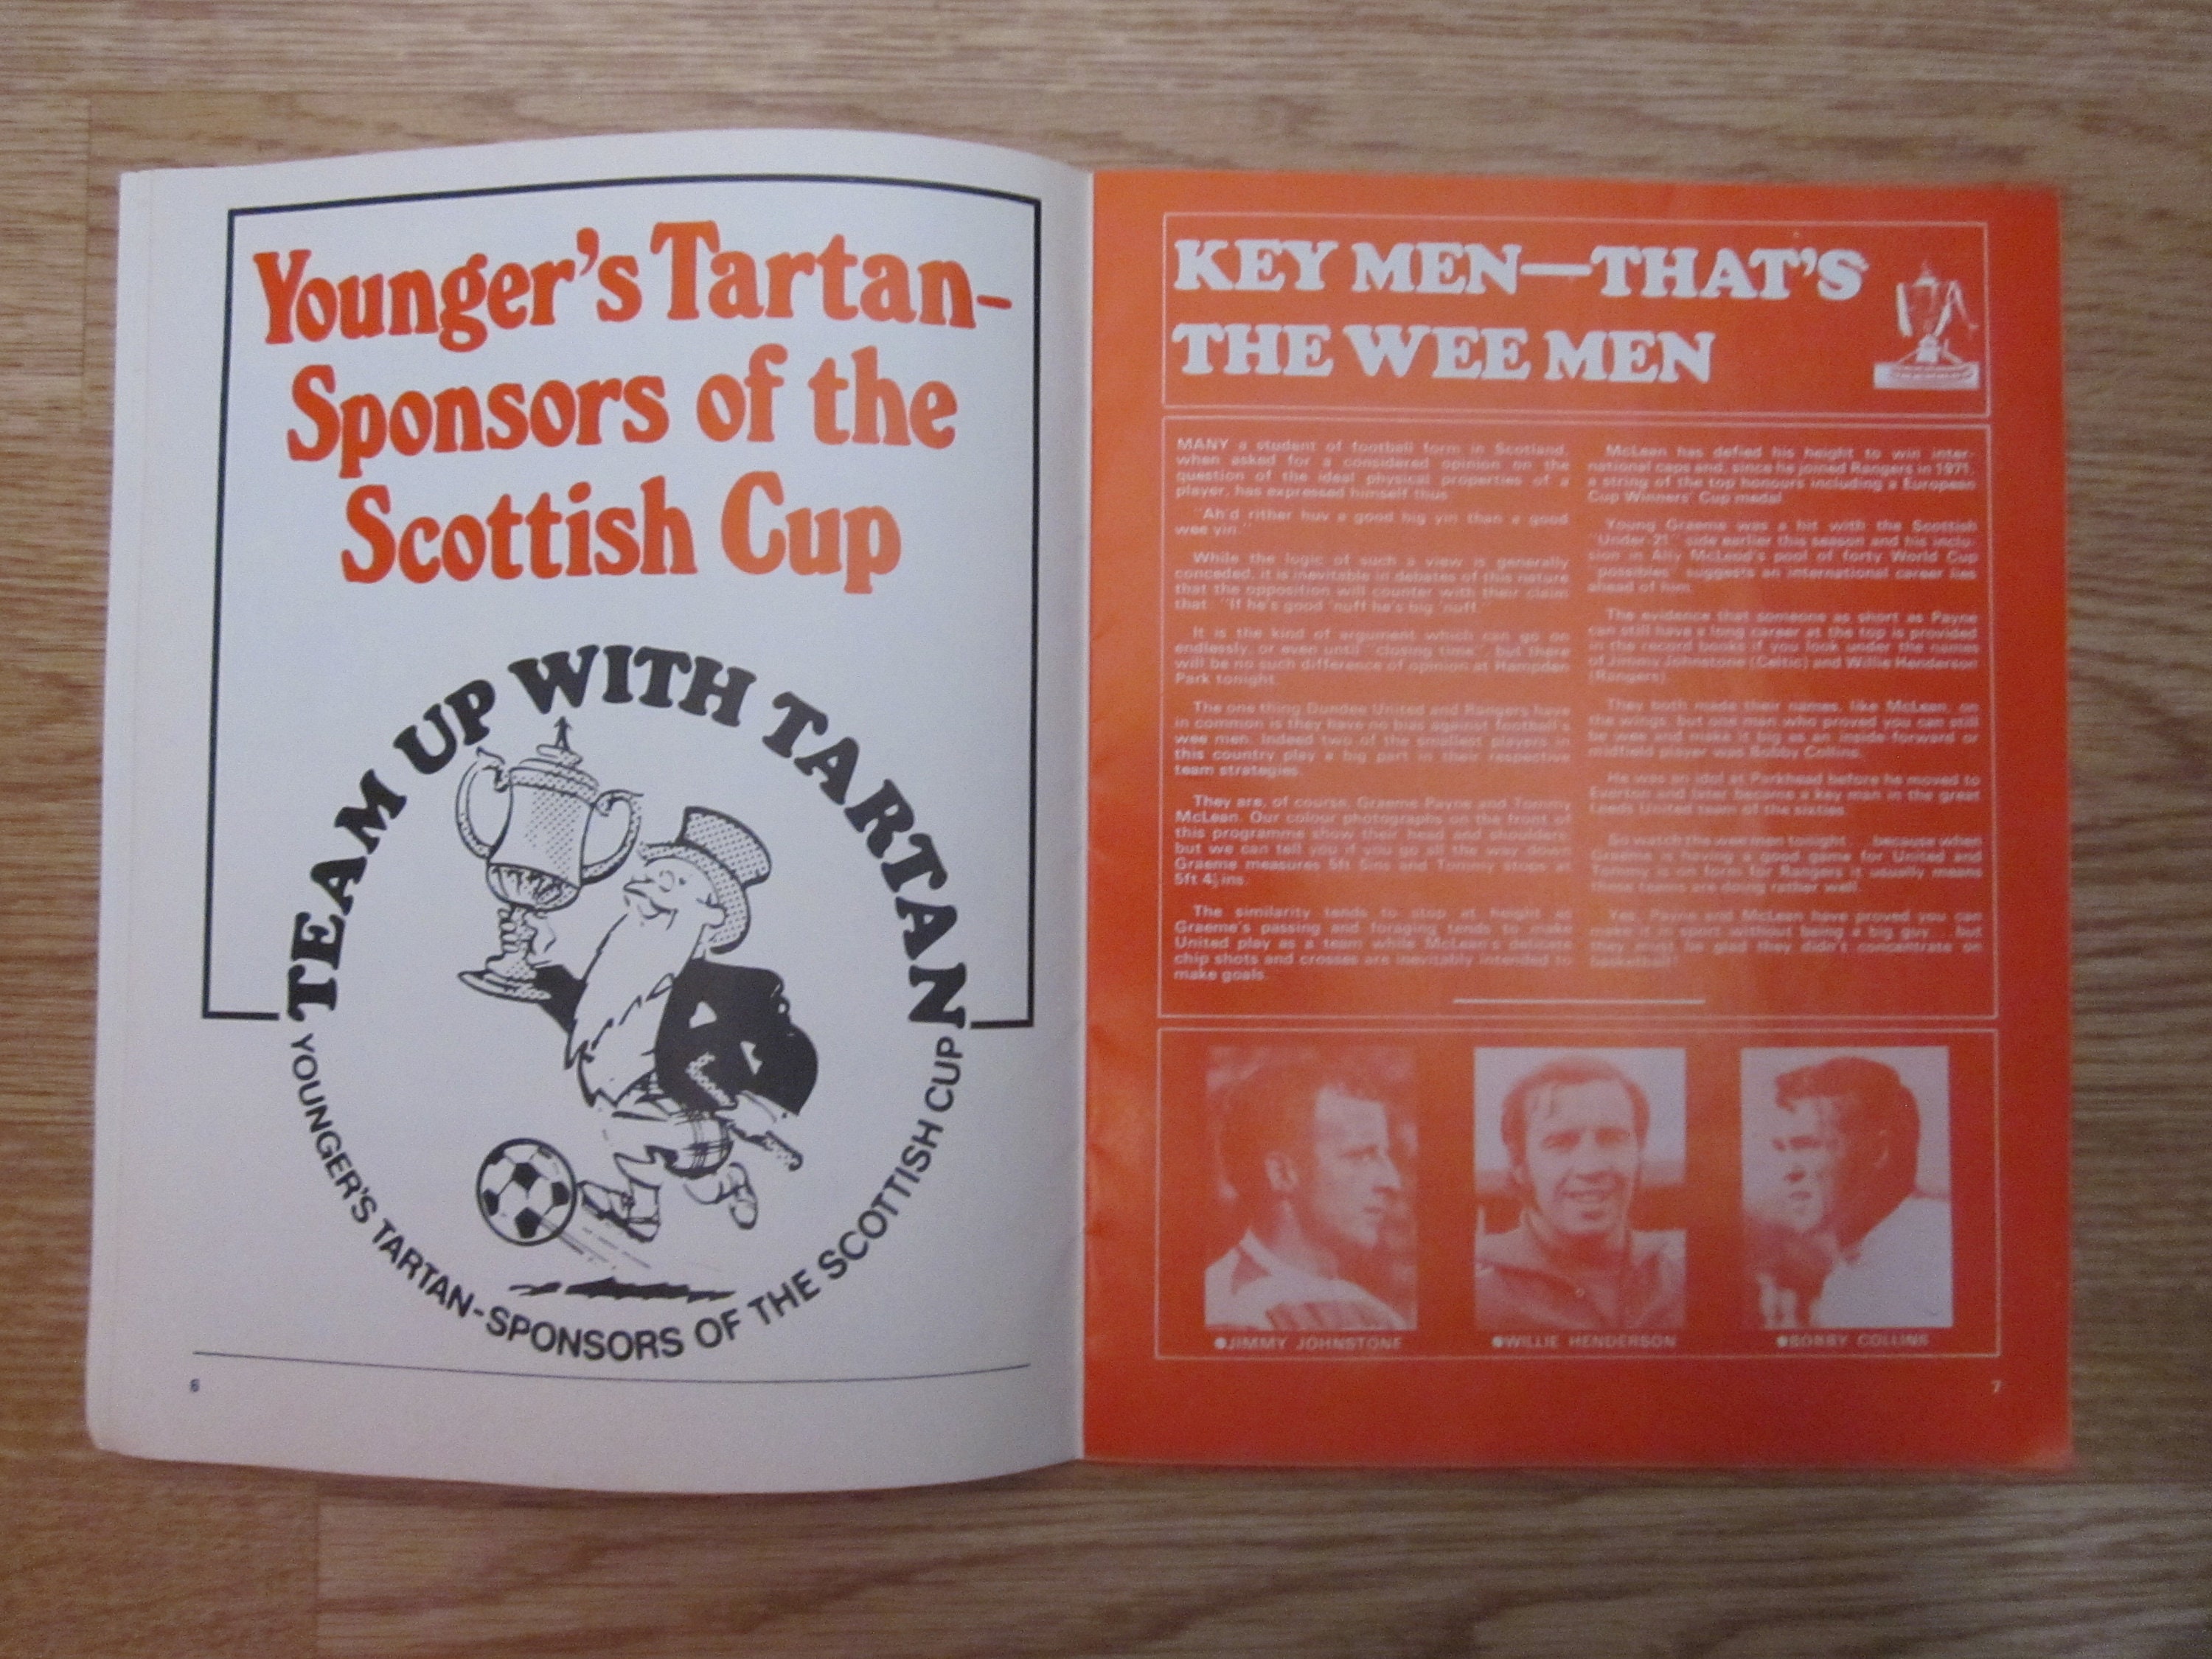 Younger's Tartan-
Sponsors of the
Scottish Cup
TEAM UP WITH TARTAN
YOUNGER'S TARTAN-SPONSORS OF THE SCOTTISH CUP
6
KEY MEN—THAT'S
THE WEE MEN
MANY a student of football form in Scotland,
when asked for a considered opinion on the
question of the ideal physical properties of a
player, has expressed himself thus
"Ah'd rither huv a good big yin than a good
wee yin."
While the logic of such a view is generally
conceded, it is inevitable in debates of this nature
that the opposition will counter with their claim
that "If he's good 'nuff he's big 'nuff."
It is the kind of argument which can go on
endlessly, or even until "closing time", but there
will be no such difference of opinion at Hampden
Park tonight.
The one thing Dundee United and Rangers have
in common is they have no bias against football's
wee men. Indeed two of the smallest players in
this country play a big part in their respective
team strategies.
They are, of course, Graeme Payne and Tommy
McLean. Our colour photographs on the front of
this programme show their head and shoulders
but we can tell you if you go all the way down
Graeme measures 5ft 5ins and Tommy stops at
5ft 4½ins.
The similarity tends to stop at height as
Graeme's passing and foraging tends to make
United play as a team while McLean's delicate
chip shots and crosses are inevitably intended to
make goals.
McLean has defied his height to win inter-
national caps and, since he joined Rangers in 1971,
a string of the top honours including a European
Cup Winners' Cup medal.
Young Graeme was a hit with the Scottish
"Under-21" side earlier this season and his inclu-
sion in Ally McLeod's pool of forty World Cup
"possibles" suggests an international career lies
ahead of him.
The evidence that someone as short as Payne
can still have a long career at the top is provided
in the record books if you look under the names
of Jimmy Johnstone (Celtic) and Willie Henderson
(Rangers).
They both made their names, like McLean, on
the wings, but one man who proved you can still
be wee and make it big as an inside-forward or
midfield player was Bobby Collins.
He was an idol at Parkhead before he moved to
Everton and later became a key man in the great
Leeds United team of the sixties.
So watch the wee men tonight . . . because when
Graeme is having a good game for United and
Tommy is on form for Rangers it usually means
these teams are doing rather well.
Yes, Payne and McLean have proved you can
make it in sport without being a big guy . . . but
they must be glad they didn't concentrate on
basketball!
●JIMMY JOHNSTONE
●WILLIE HENDERSON
●BOBBY COLLINS
7